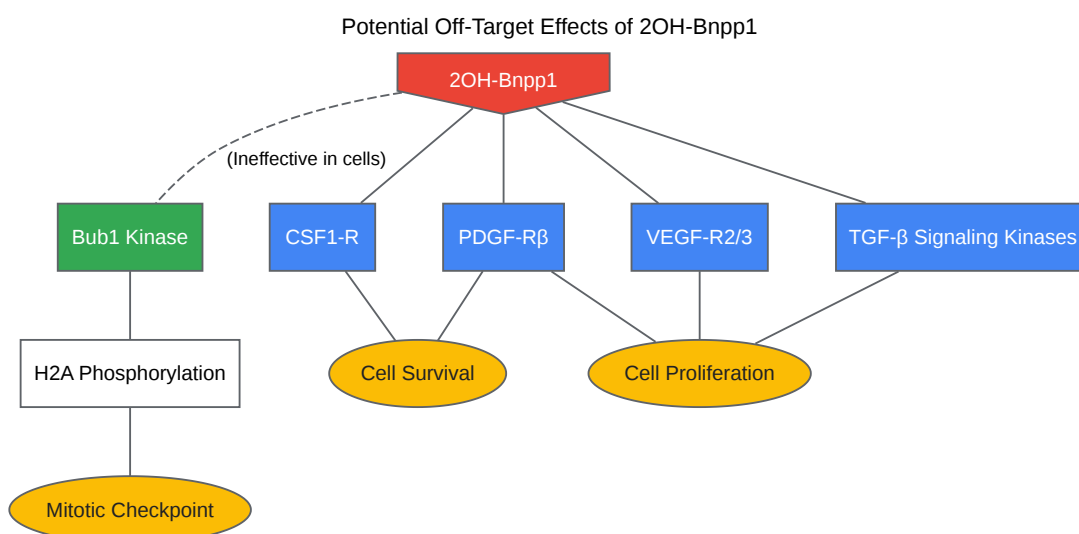 Potential Off-Target Effects of 2OH-Bnpp1
2OH-Bnpp1
(Ineffective in cells)
Bub1 Kinase
CSF1-R
PDGF-Rβ
VEGF-R2/3
TGF-β Signaling Kinases
H2A Phosphorylation
Cell Survival
Cell Proliferation
Mitotic Checkpoint